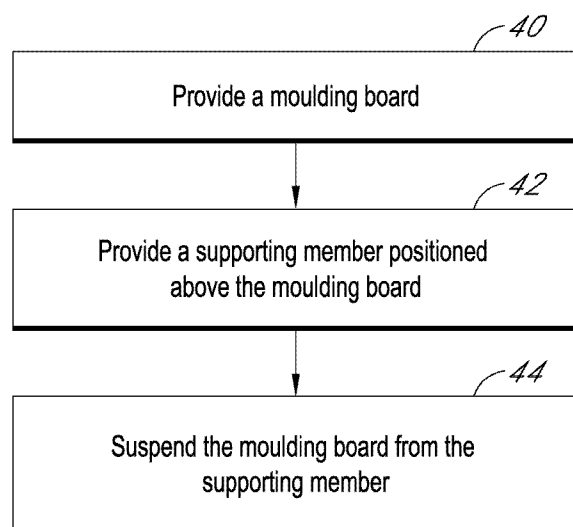 40
Provide a moulding board
42
Provide a supporting member positioned
above the moulding board
44
Suspend the moulding board from the
supporting member